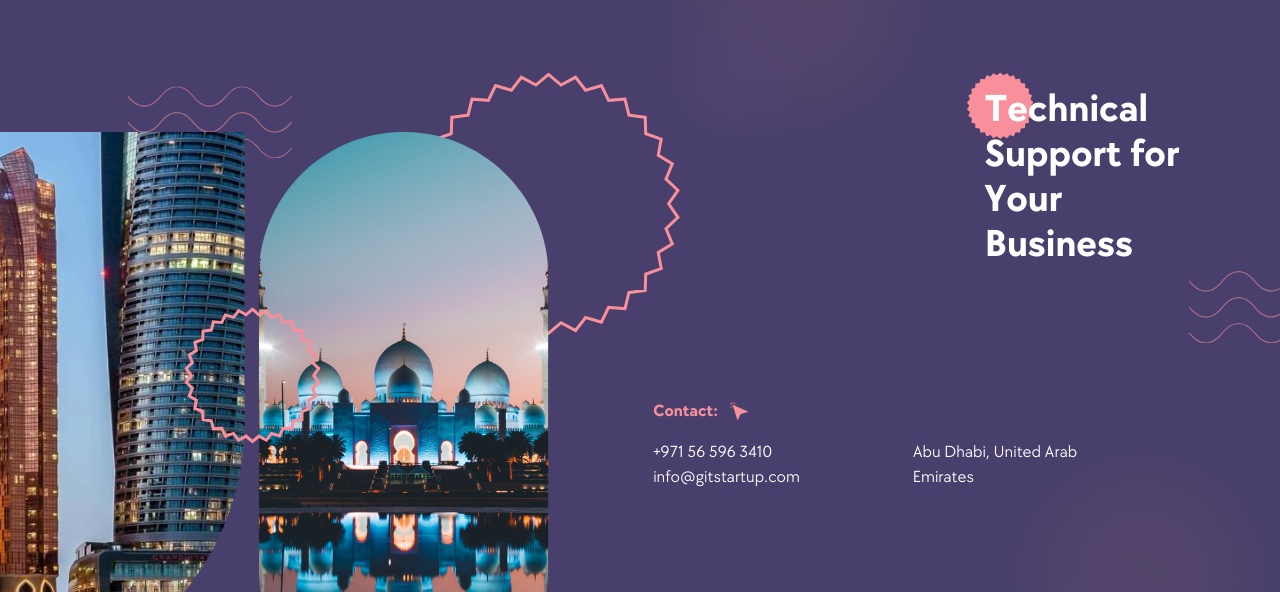 Technical
Support for
Your
Business
Contact:
+971 56 596 3410
info@gitstartup.com
Abu Dhabi, United Arab
Emirates